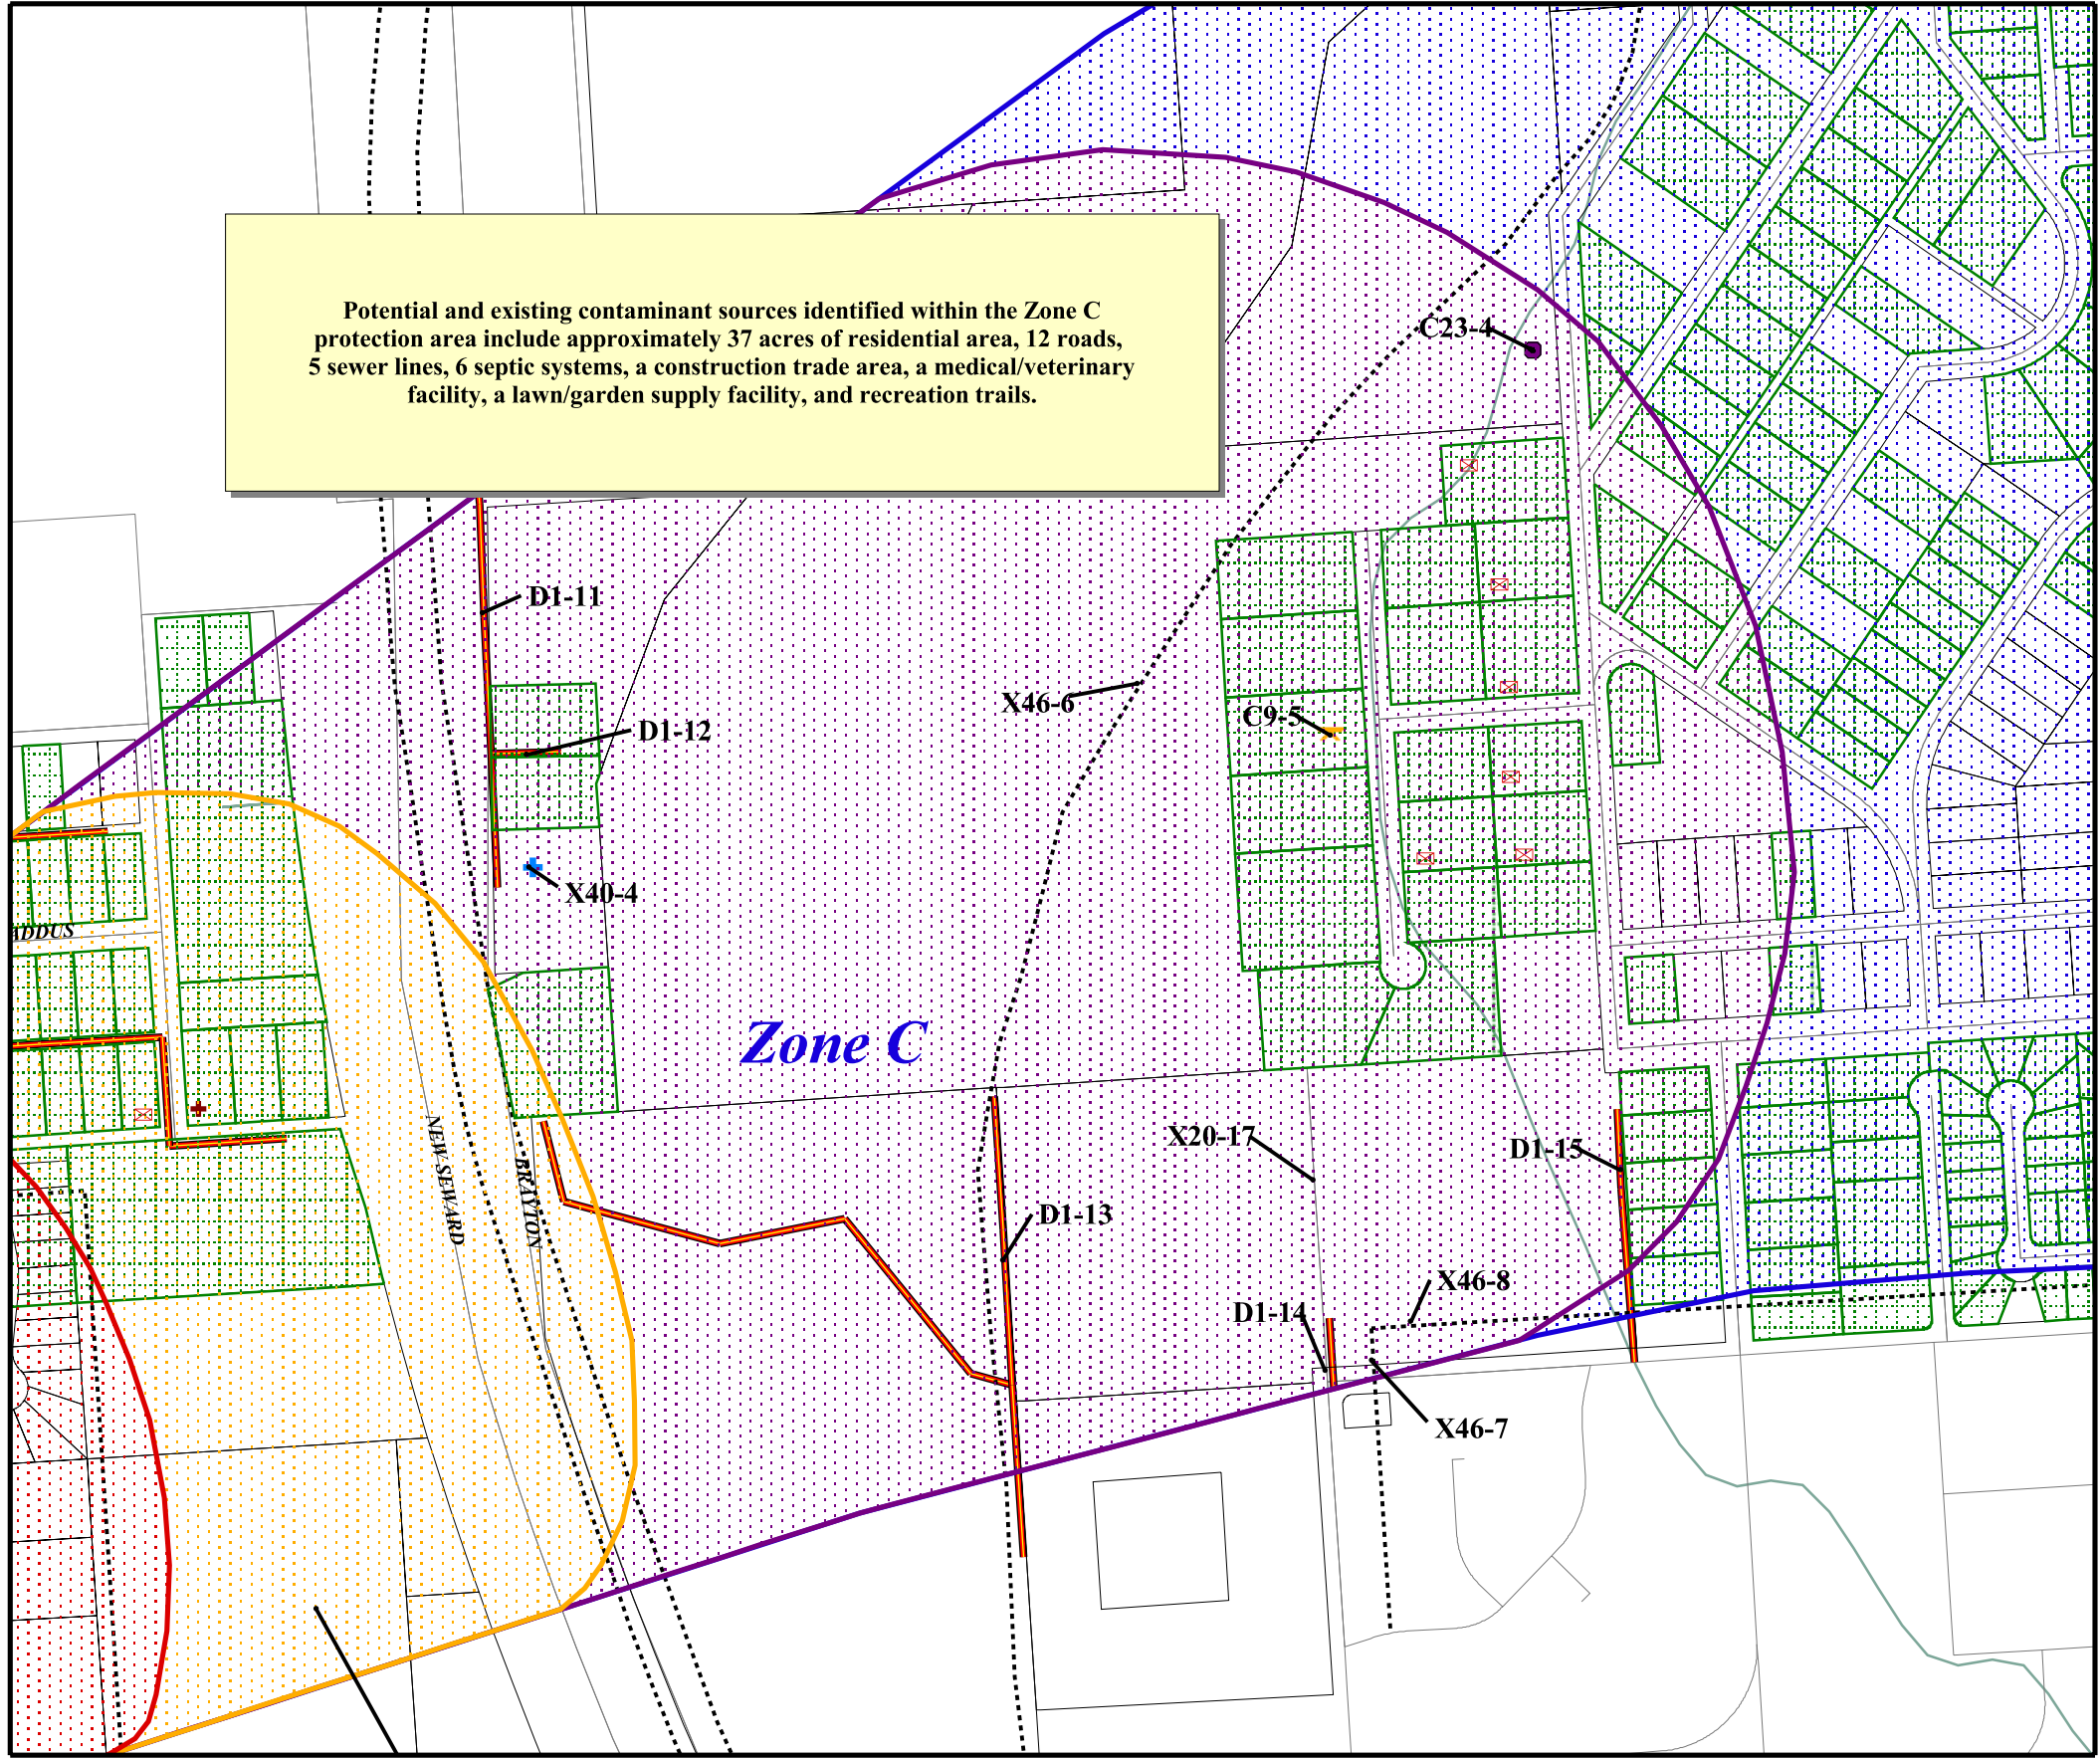 Potential and existing contaminant sources identified within the Zone C
protection area include approximately 37 acres of residential area, 12 roads,
5 sewer lines, 6 septic systems, a construction trade area, a medical/veterinary
facility, a lawn/garden supply facility, and recreation trails.
C23-4
D1-11
X46-6
C9-5
D1-12
X40-4
ADDUS
Zone C
NEW SEWARD
BRAYTON
X20-17
D1-15
D1-13
X46-8
D1-14
X46-7